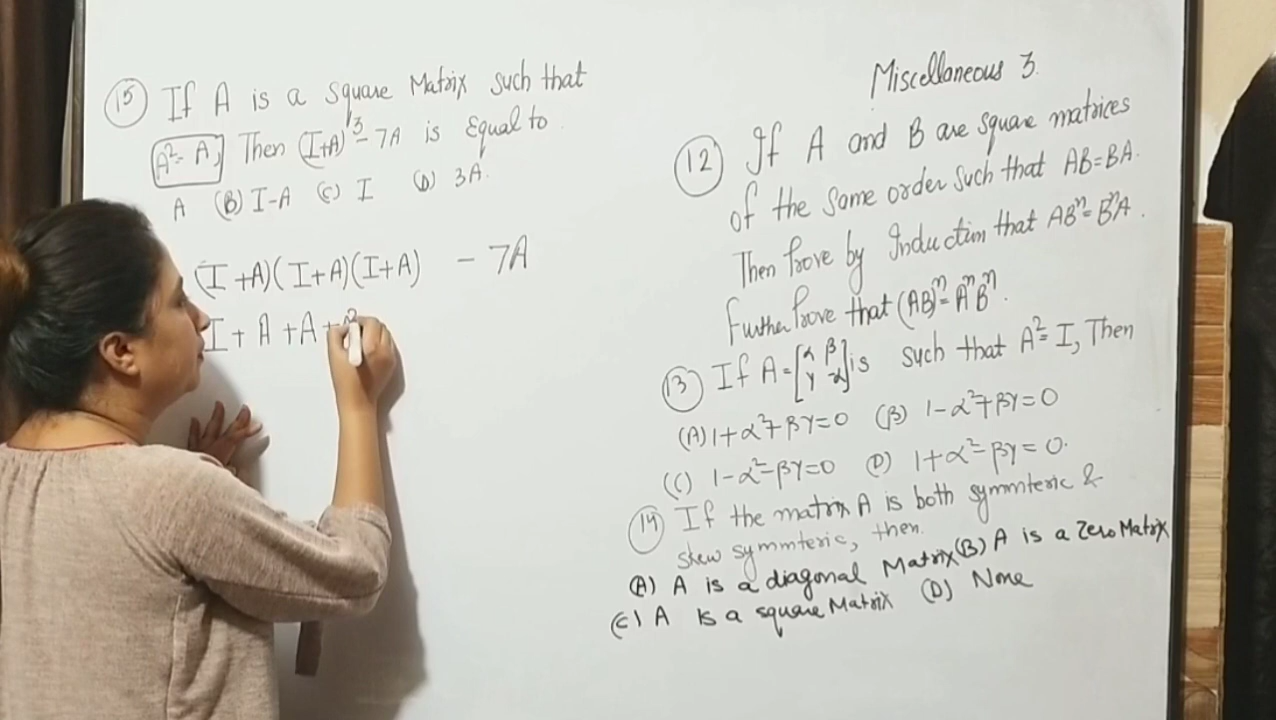 15 If A is a square Matrix such that
A² = A, Then (I+A)³ - 7A is Equal to
A (B) I-A (C) I (D) 3A.
(I +A)( I+A)(I+A) - 7A
I + A + A +
Miscellaneous 3.
12 If A and B are square matrices
of the same order such that AB=BA.
Then Prove by Induction that ABⁿ=BⁿA.
Further Prove that (AB)ⁿ=AⁿBⁿ.
13 If A = [α β γ -α] is such that A²=I, Then
(A) 1+α²+βγ=0 (B) 1-α²+βγ=0
(C) 1-α²-βγ=0 (D) 1+α²-βγ=0.
14 If the matrix A is both symmteric &
skew symmteric, then.
(A) A is a diagonal Matrix (B) A is a zero Matrix
(C) A is a square Matrix (D) None